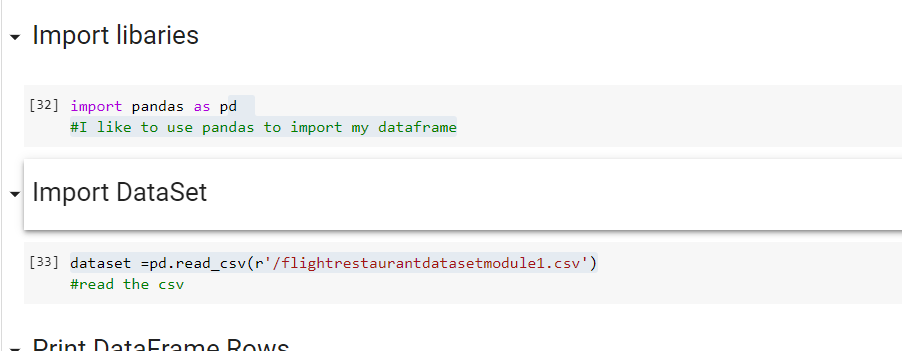 Import libaries
[32] import pandas as pd
#I like to use pandas to import my dataframe
Import DataSet
[33] dataset =pd.read_csv(r'/flightrestaurantdatasetmodule1.csv')
#read the csv
Print DataFrame Rows